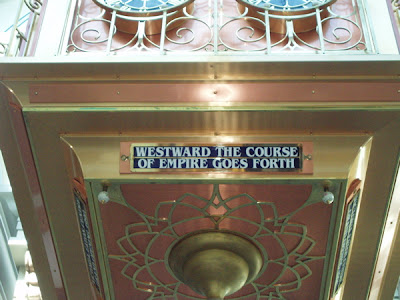 WESTWARD THE COURSE
OF EMPIRE GOES FORTH